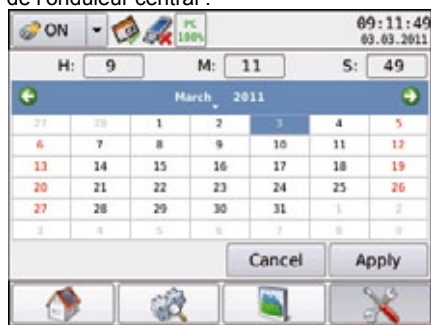 de l'onduleur central :
ON PC 100% 09:11:49
03.03.2011
H: 9 M: 11 S: 49
March 2011
27 28 1 2 3 4 5
6 7 8 9 10 11 12
13 14 15 16 17 18 19
20 21 22 23 24 25 26
27 28 29 30 31 1 2
3 4 5 6 7 8 9
Cancel Apply